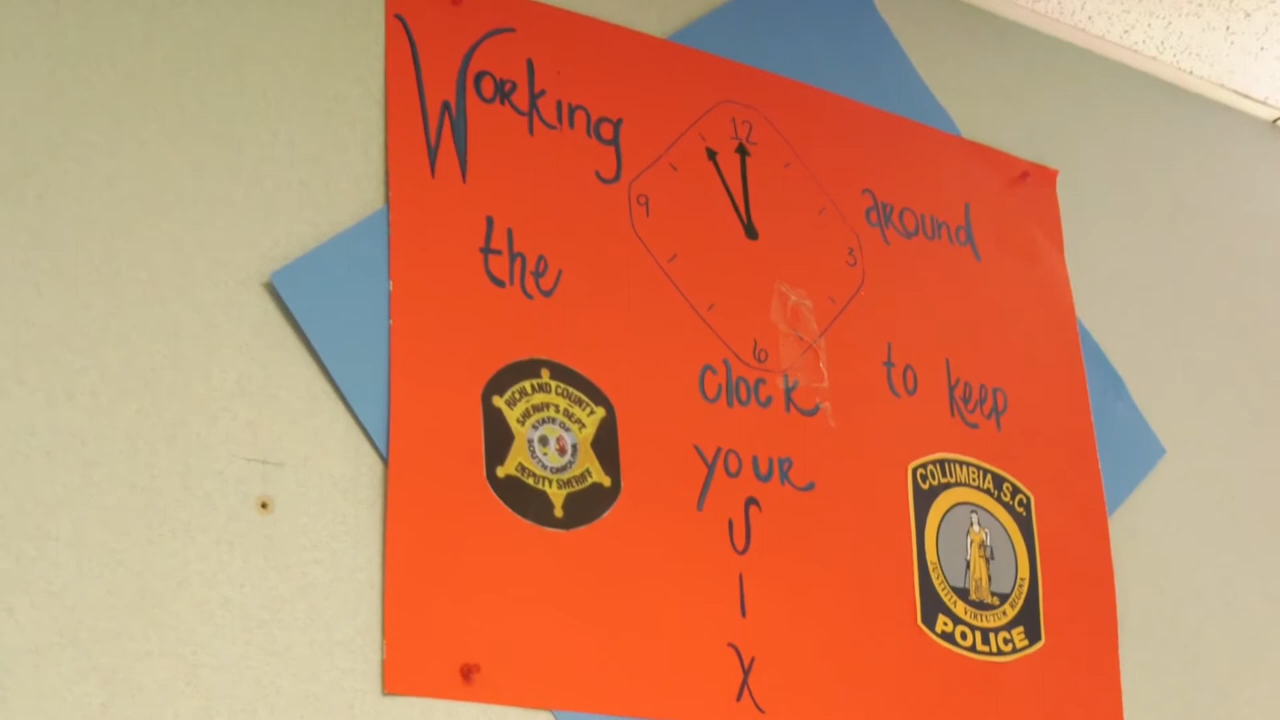 Working
around
the
12
9
3
6
clock
to keep
your
S
I
X
RICHLAND COUNTY
SHERIFF'S DEPT.
STATE OF
SOUTH CAROLINA
DEPUTY SHERIFF
COLUMBIA, S.C.
JUSTITIA VIRTUTUM REGINA
POLICE